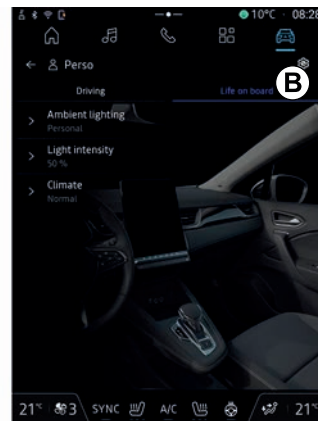 10°C 08:28
Perso
Driving Life on board
B
Ambient lighting
Personal
Light intensity
50 %
Climate
Normal
21°C 3 SYNC A/C 21°C